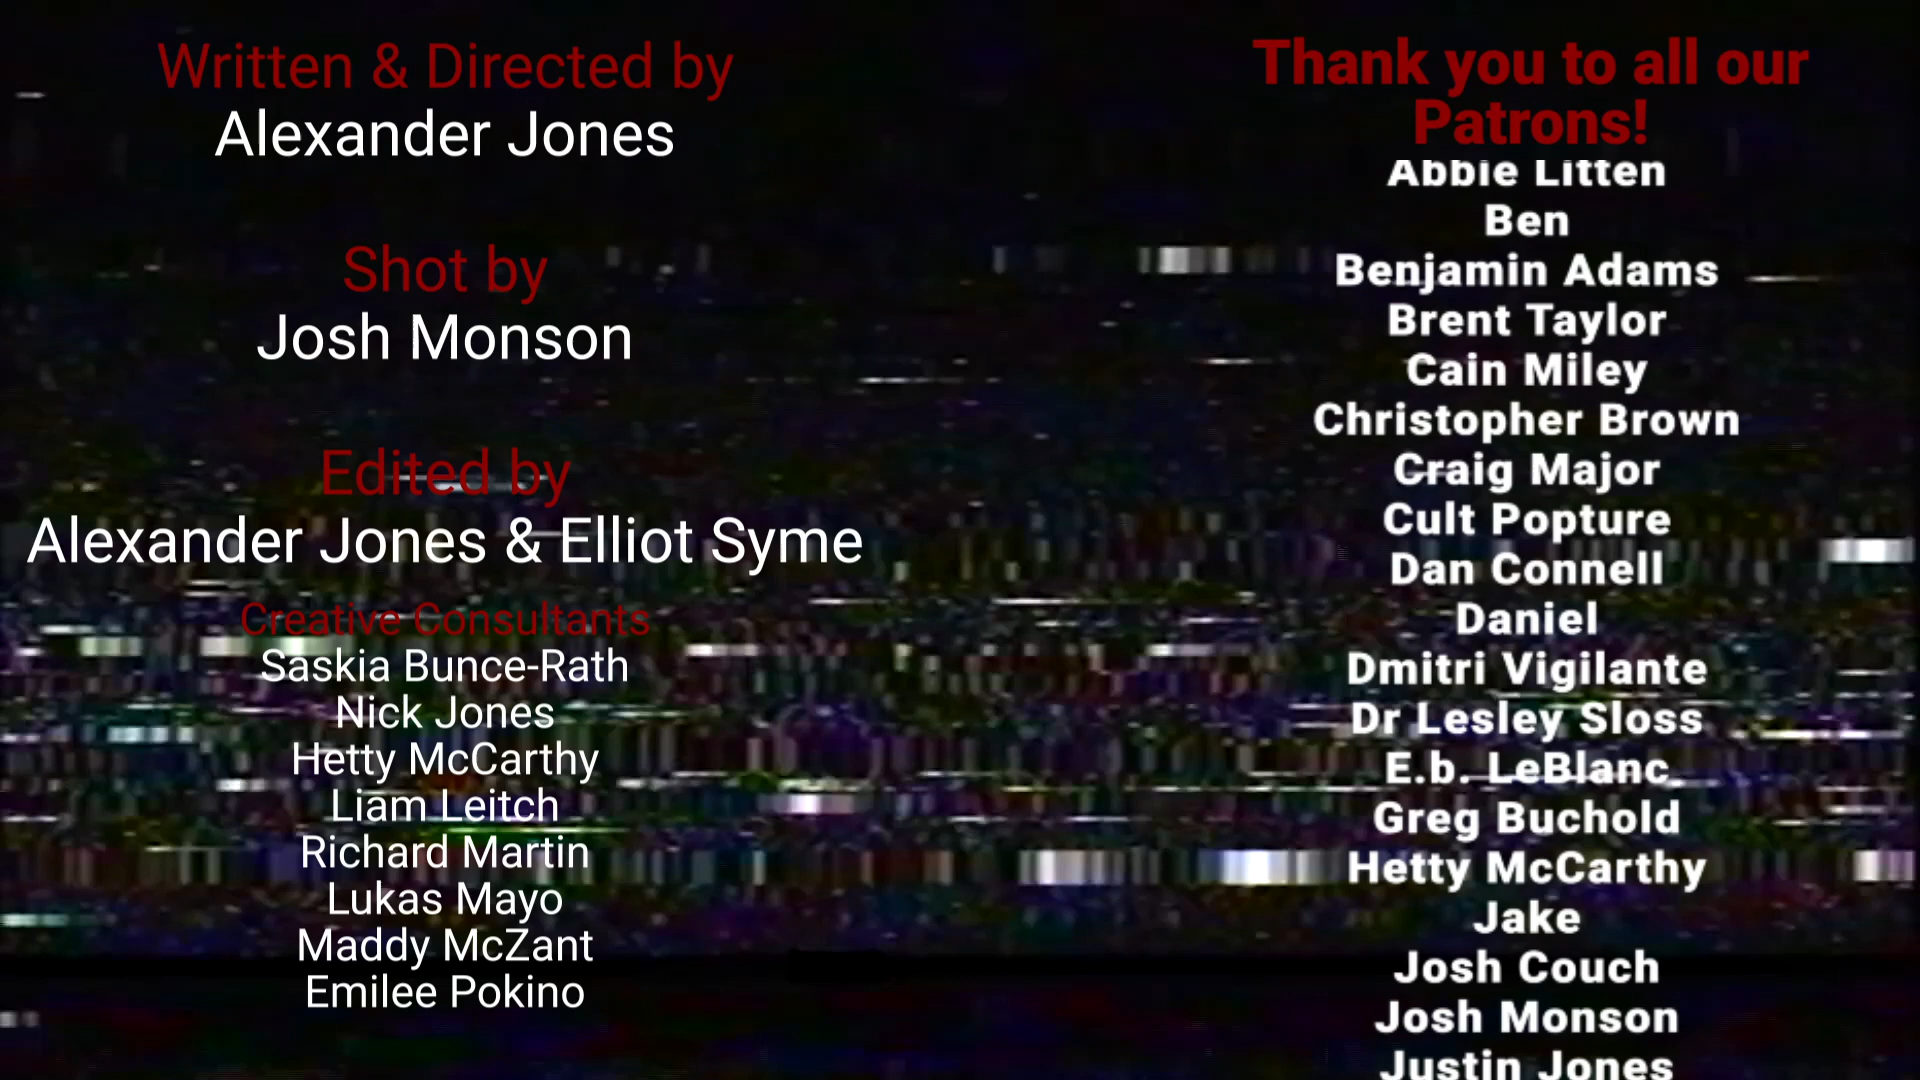 Written & Directed by
Alexander Jones
Shot by
Josh Monson
Edited by
Alexander Jones & Elliot Syme
Creative Consultants
Saskia Bunce-Rath
Nick Jones
Hetty McCarthy
Liam Leitch
Richard Martin
Lukas Mayo
Maddy McZant
Emilee Pokino
Thank you to all our
Patrons!
Abbie Litten
Ben
Benjamin Adams
Brent Taylor
Cain Miley
Christopher Brown
Craig Major
Cult Popture
Dan Connell
Daniel
Dmitri Vigilante
Dr Lesley Sloss
E.b. LeBlanc
Greg Buchold
Hetty McCarthy
Jake
Josh Couch
Josh Monson
Justin Jones